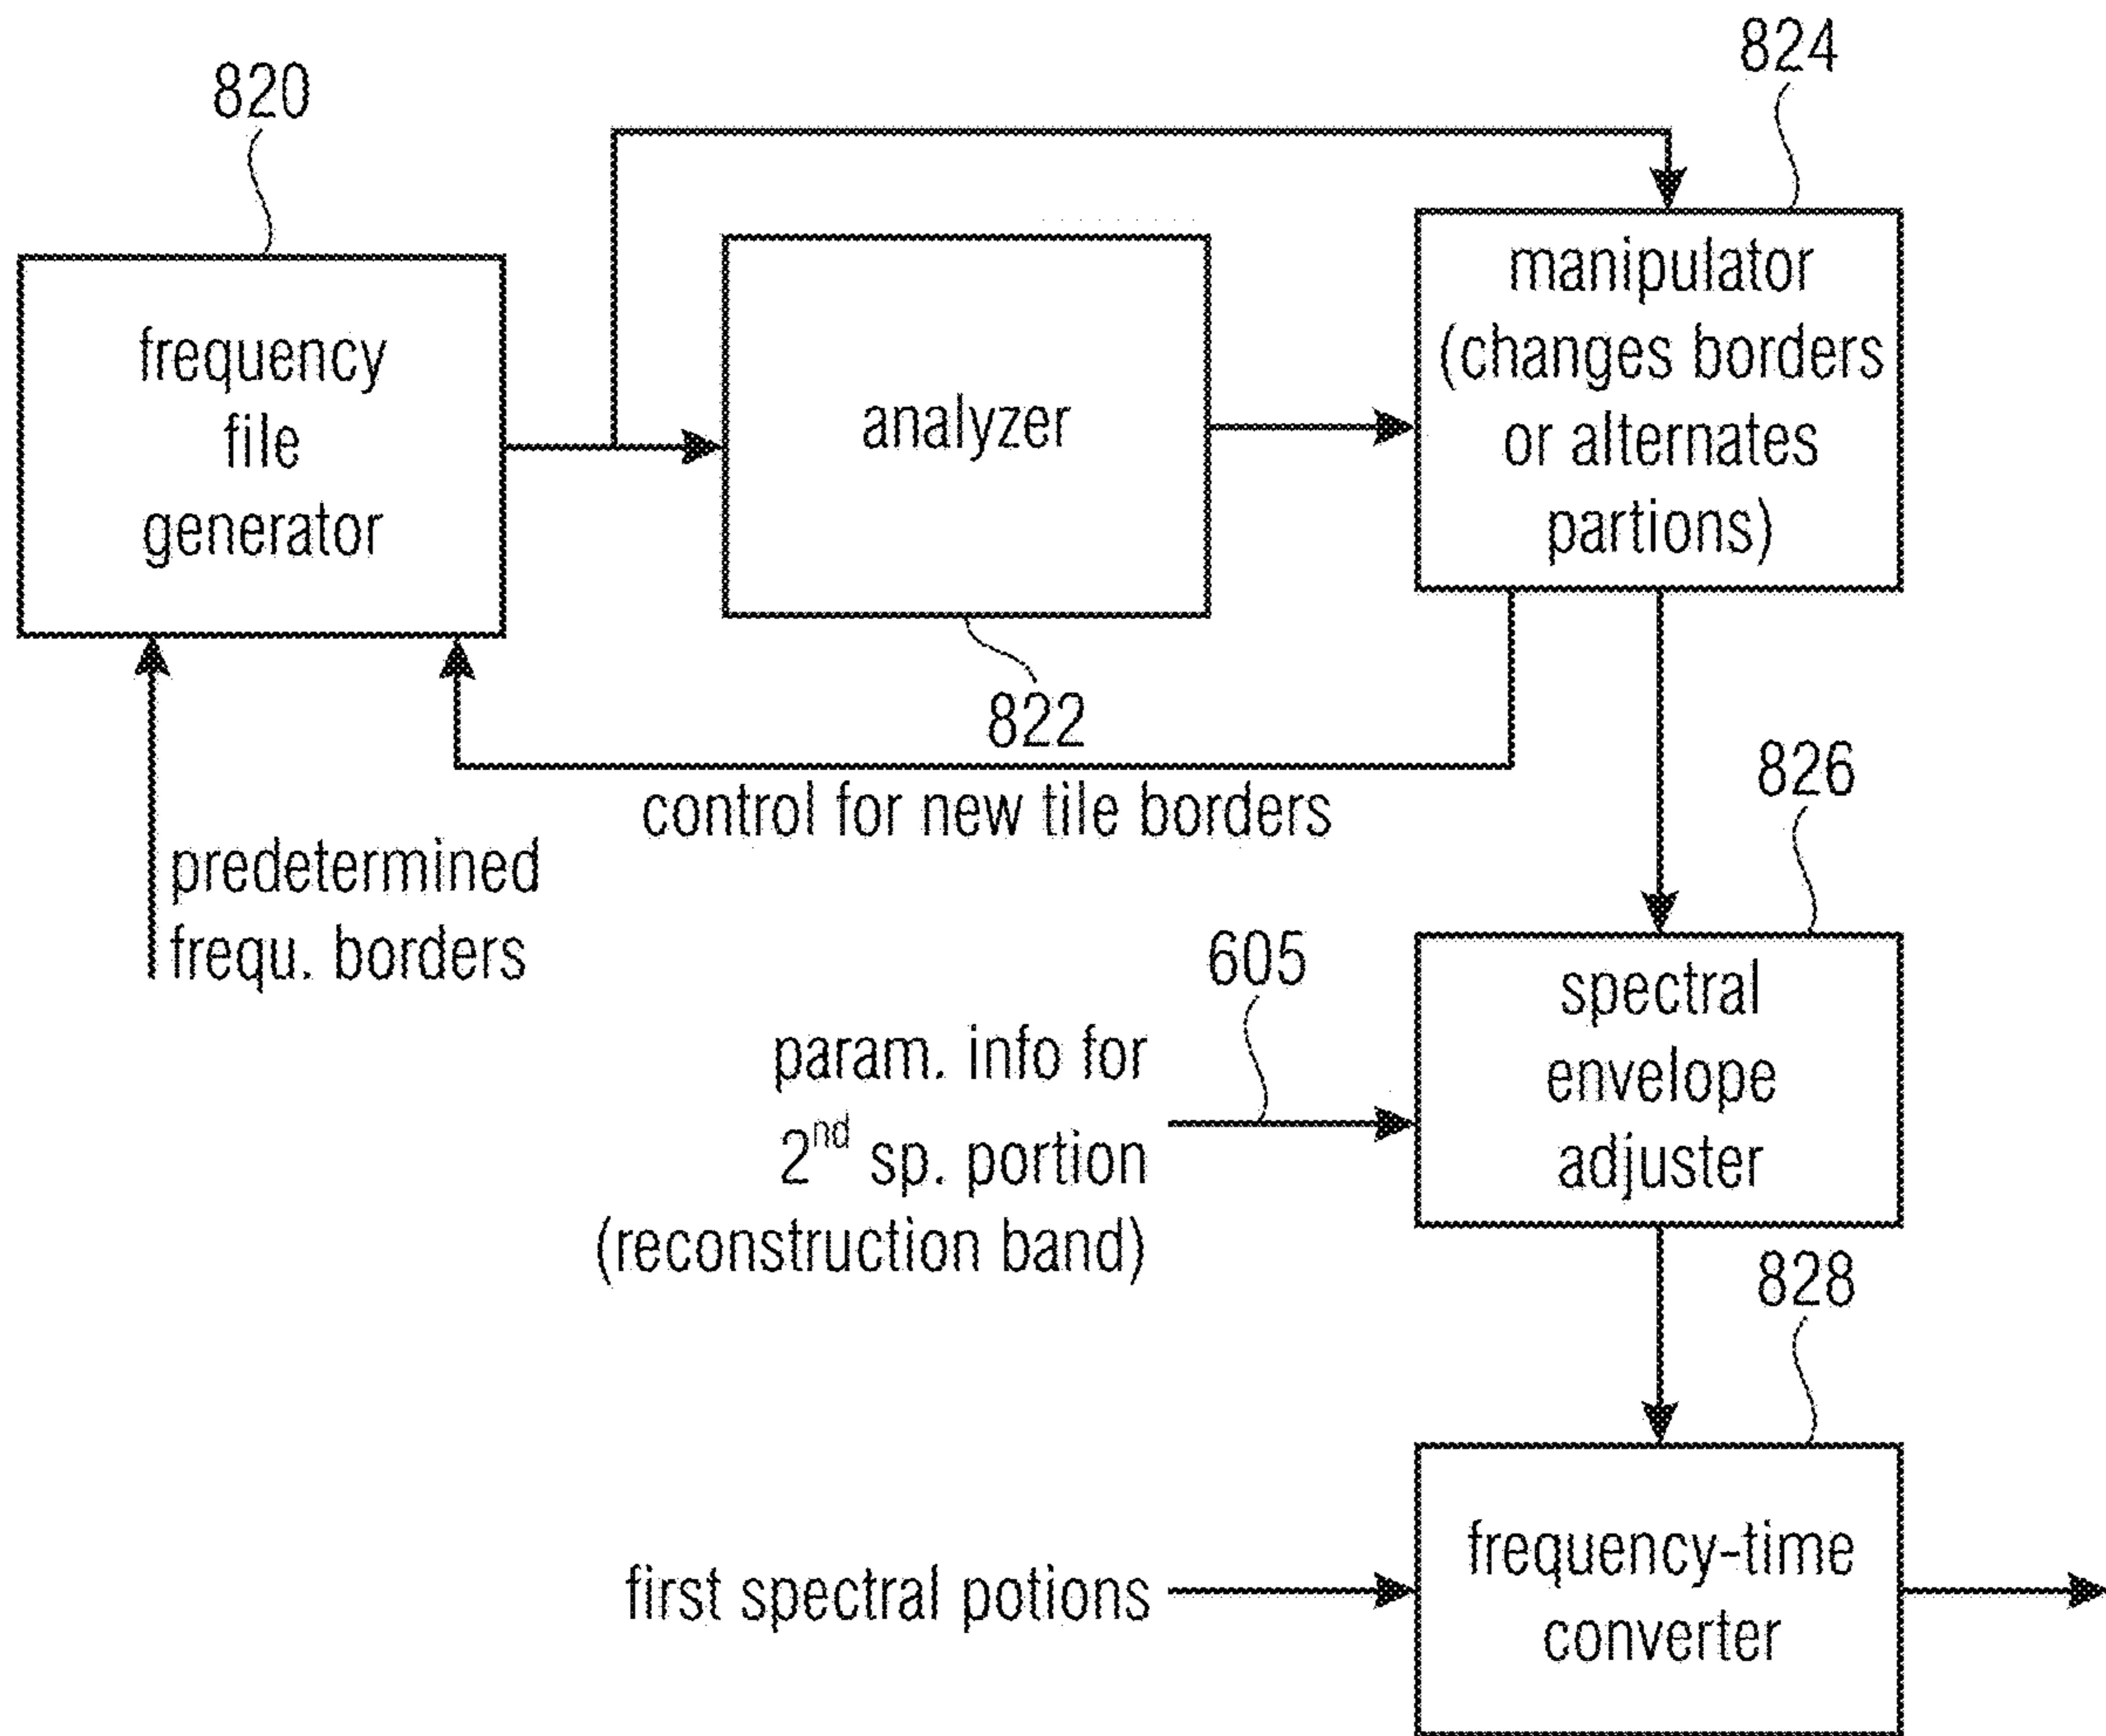 820
824
frequency
file
generator
analyzer
manipulator
(changes borders
or alternates
partions)
822
control for new tile borders
predetermined
frequ. borders
826
605
param. info for
2nd sp. portion
(reconstruction band)
spectral
envelope
adjuster
828
first spectral potions
frequency-time
converter